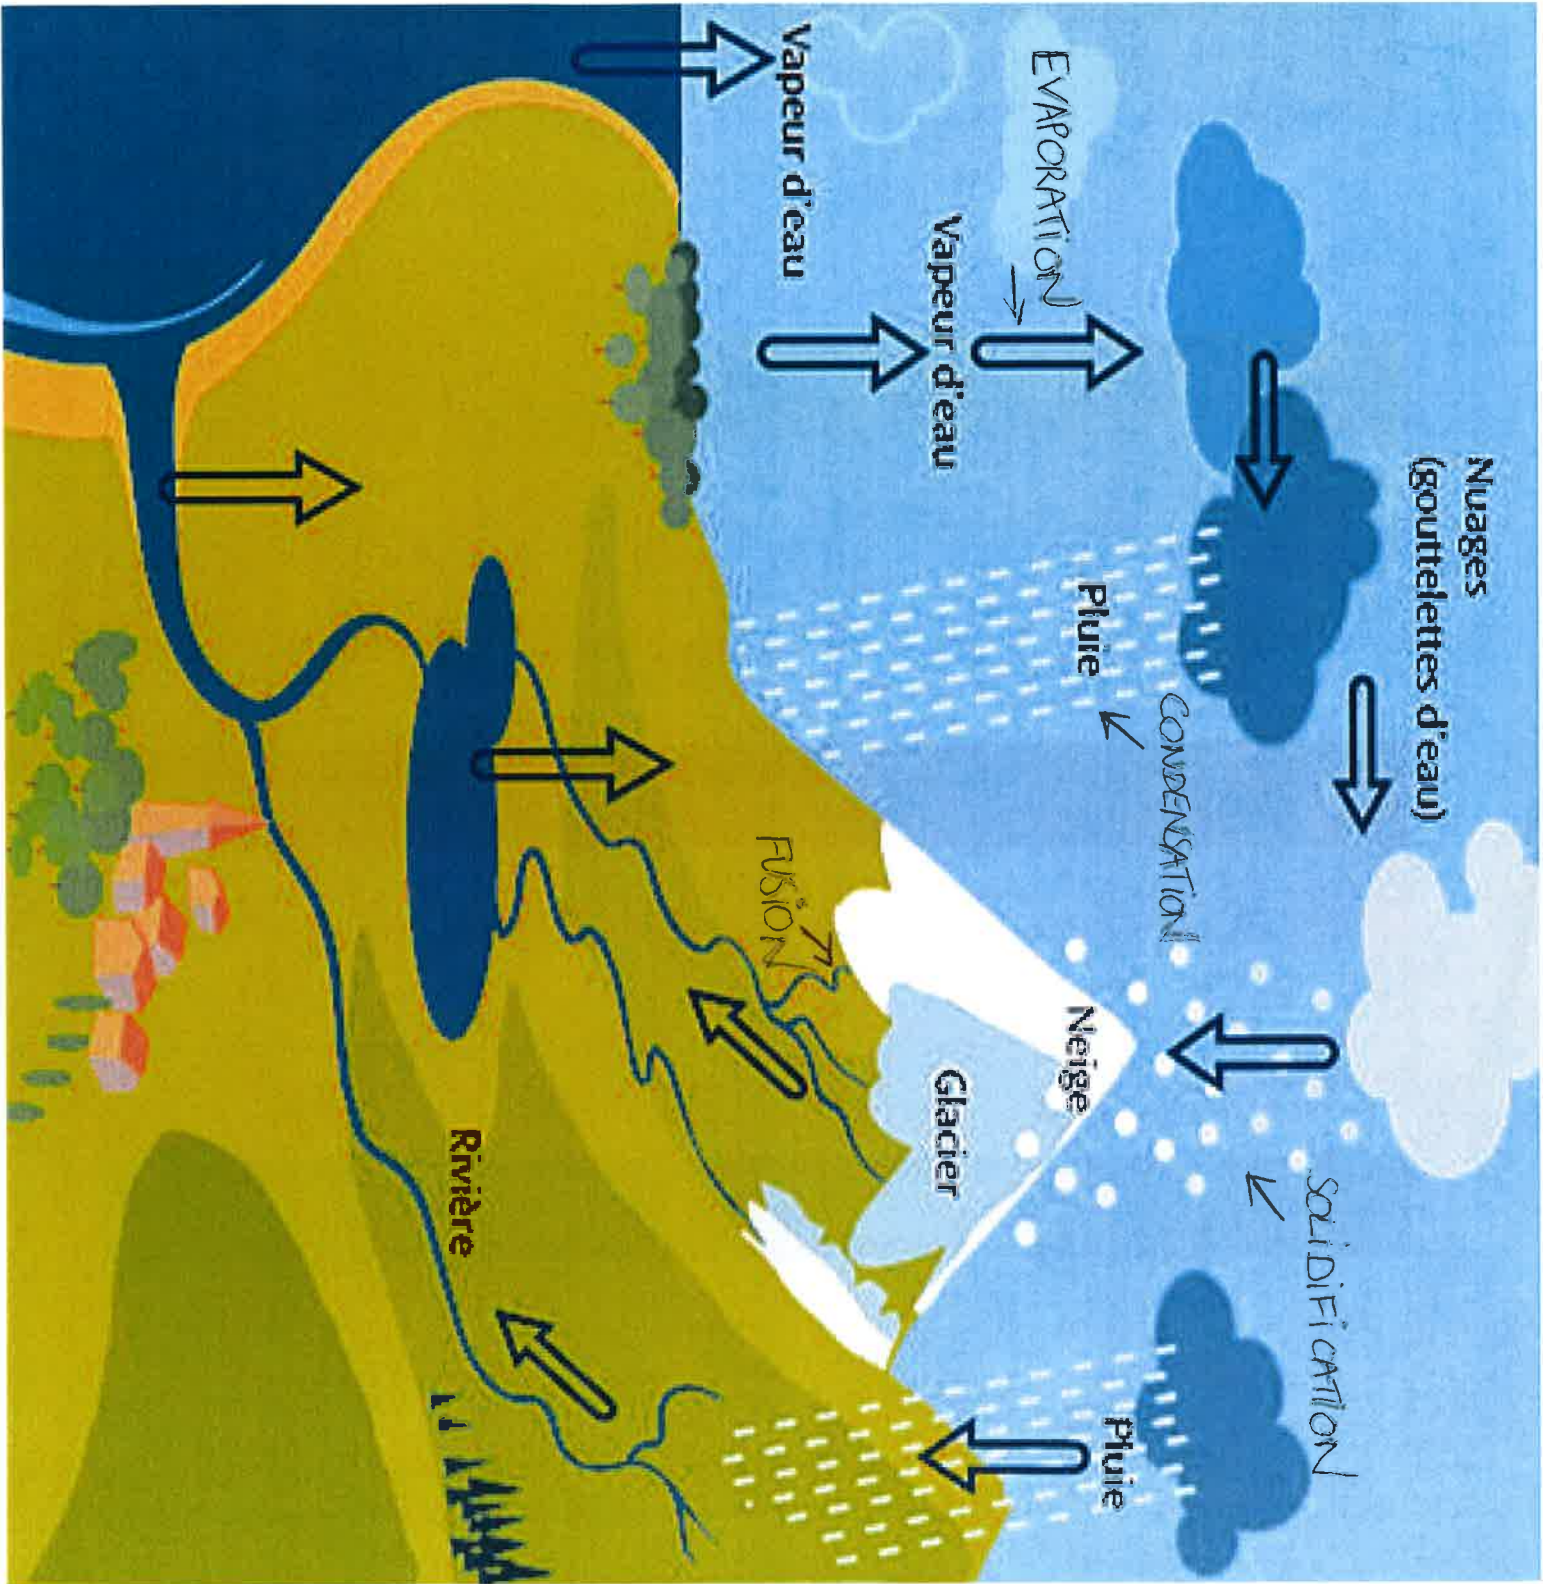 Nuages
(gouttelettes d'eau)
SOLIDIFICATION
EVAPORATION
CONDENSATION
Pluie
Pluie
Neige
Vapeur d'eau
Glacier
Vapeur d'eau
FUSION
Rivière